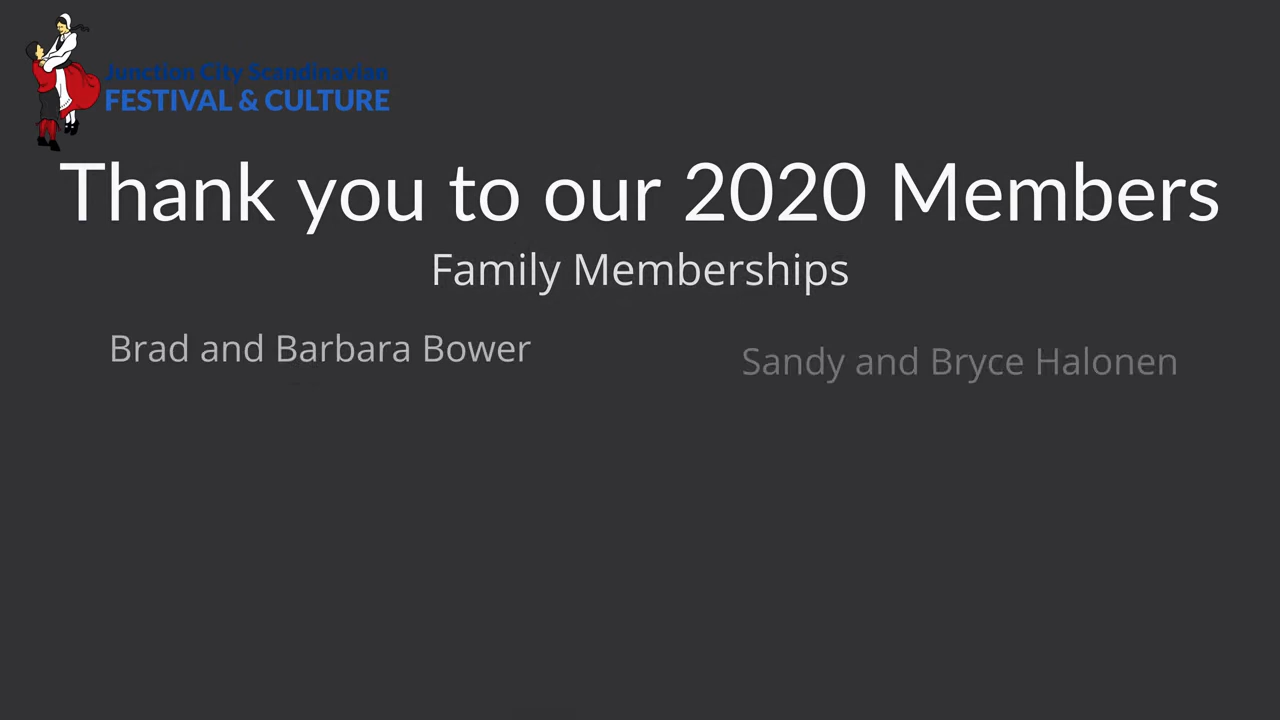 Junction City Scandinavian
FESTIVAL & CULTURE
Thank you to our 2020 Members
Family Memberships
Brad and Barbara Bower
Sandy and Bryce Halonen